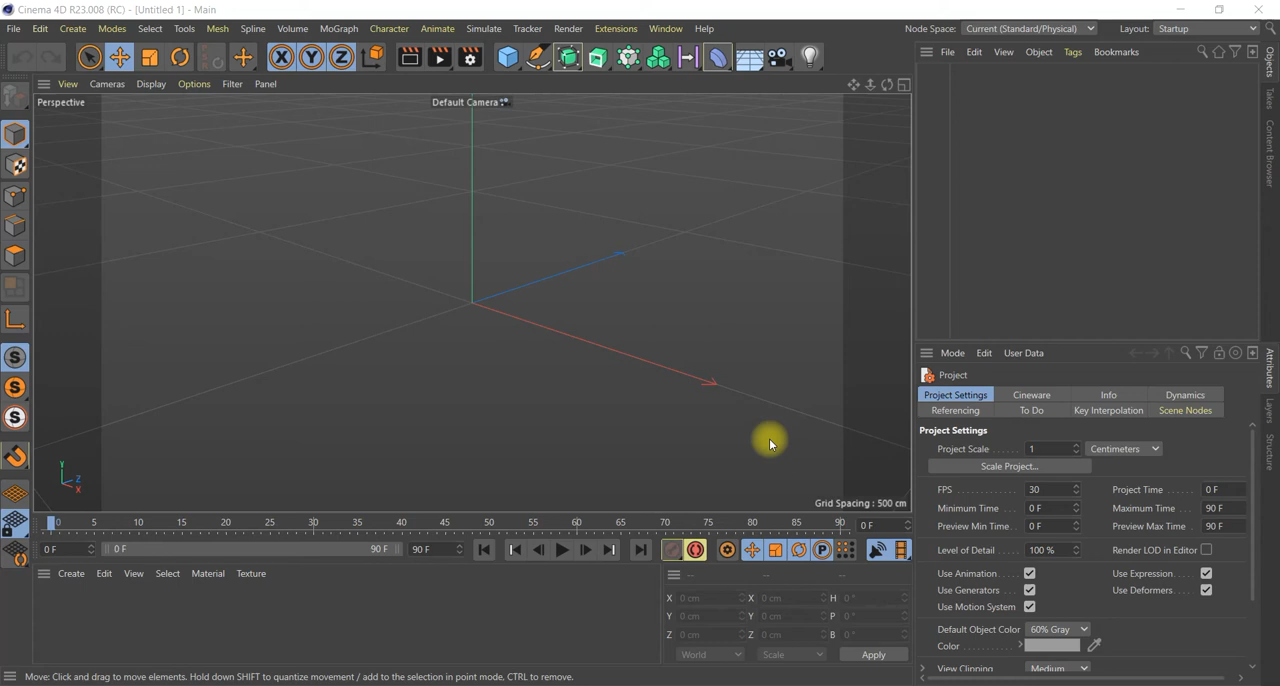 Cinema 4D R23.008 (RC) - [Untitled 1] - Main
File Edit Create Modes Select Tools Mesh Spline Volume MoGraph Character Animate Simulate Tracker Render Extensions Window Help Node Space: Current (Standard/Physical) Layout: Startup
X Y Z
File Edit View Object Tags Bookmarks
View Cameras Display Options Filter Panel
Perspective Default Camera
Objects
Takes
Content Browser
Mode Edit User Data
Project
Project Settings Cineware Info Dynamics
Referencing To Do Key Interpolation Scene Nodes
Project Settings
Project Scale 1 Centimeters
Scale Project...
FPS 30 Project Time 0 F
Minimum Time 0 F Maximum Time 90 F
Preview Min Time 0 F Preview Max Time 90 F
Level of Detail 100 % Render LOD in Editor
Use Animation Use Expression
Use Generators Use Deformers
Use Motion System
Default Object Color 60% Gray
Color
View Clipping Medium
Attributes
Layers
Structure
S
S
S
Y
Z
X
Grid Spacing : 500 cm
0 5 10 15 20 25 30 35 40 45 50 55 60 65 70 75 80 85 90 0 F
0 F 0 F 90 F 90 F P
Create Edit View Select Material Texture
-- -- --
X 0 cm X 0 cm H 0 °
Y 0 cm Y 0 cm P 0 °
Z 0 cm Z 0 cm B 0 °
World Scale Apply
Move: Click and drag to move elements. Hold down SHIFT to quantize movement / add to the selection in point mode, CTRL to remove.